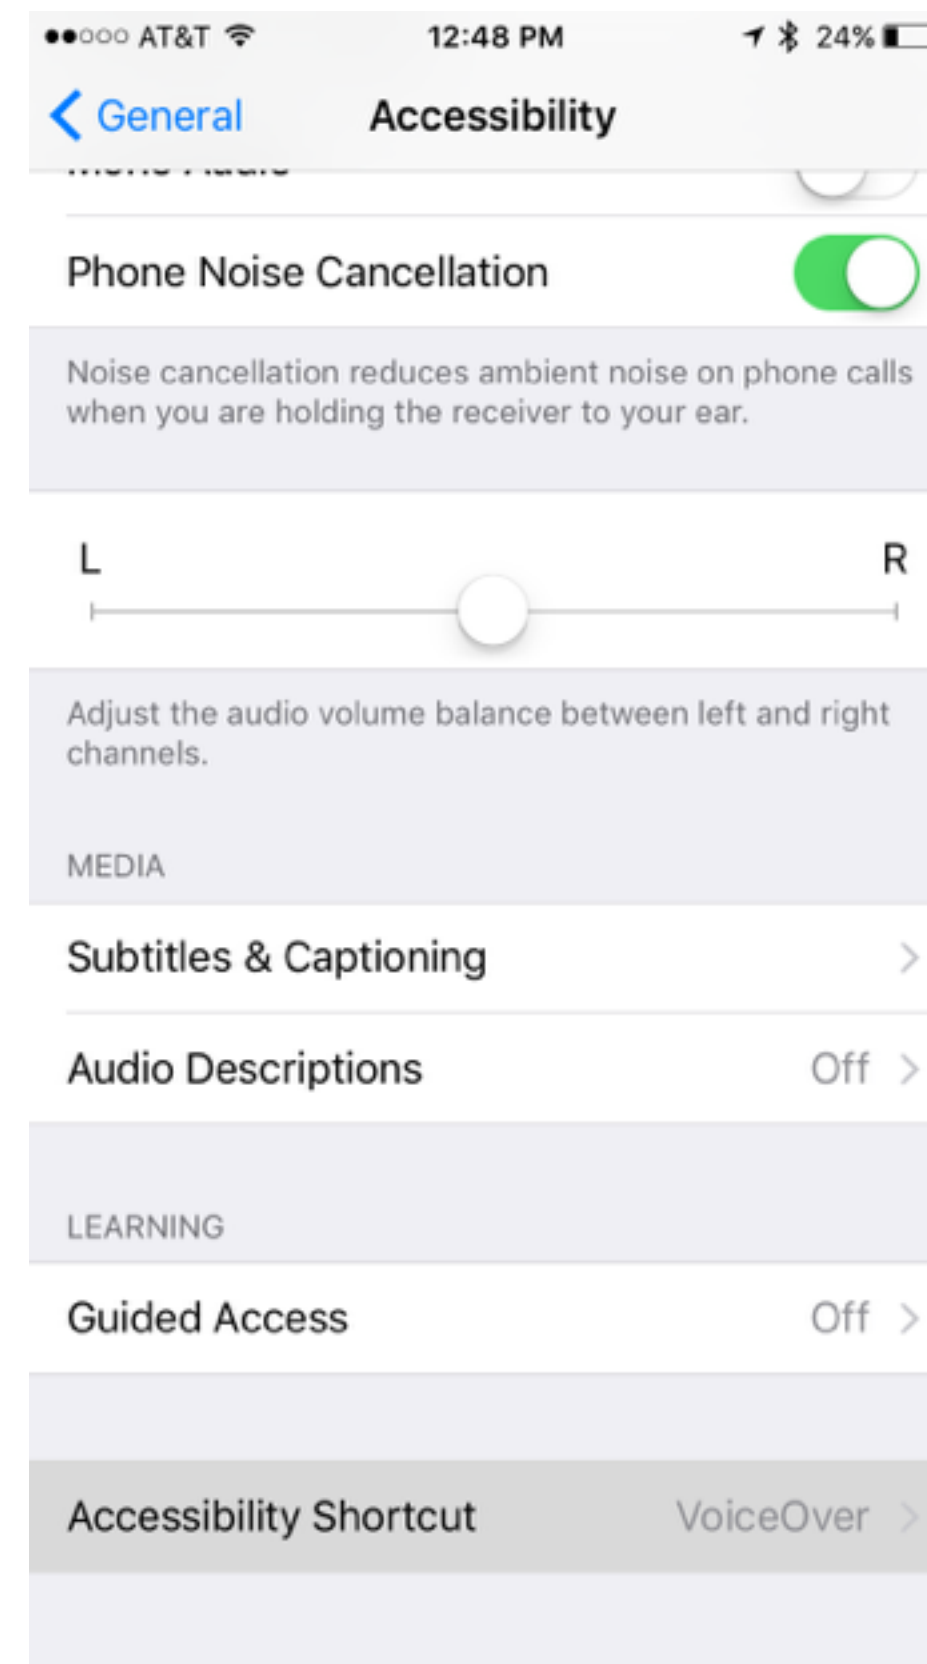 AT&T 12:48 PM 24%
General Accessibility
Phone Noise Cancellation
Noise cancellation reduces ambient noise on phone calls
when you are holding the receiver to your ear.
L R
Adjust the audio volume balance between left and right
channels.
MEDIA
Subtitles & Captioning
Audio Descriptions Off
LEARNING
Guided Access Off
Accessibility Shortcut VoiceOver